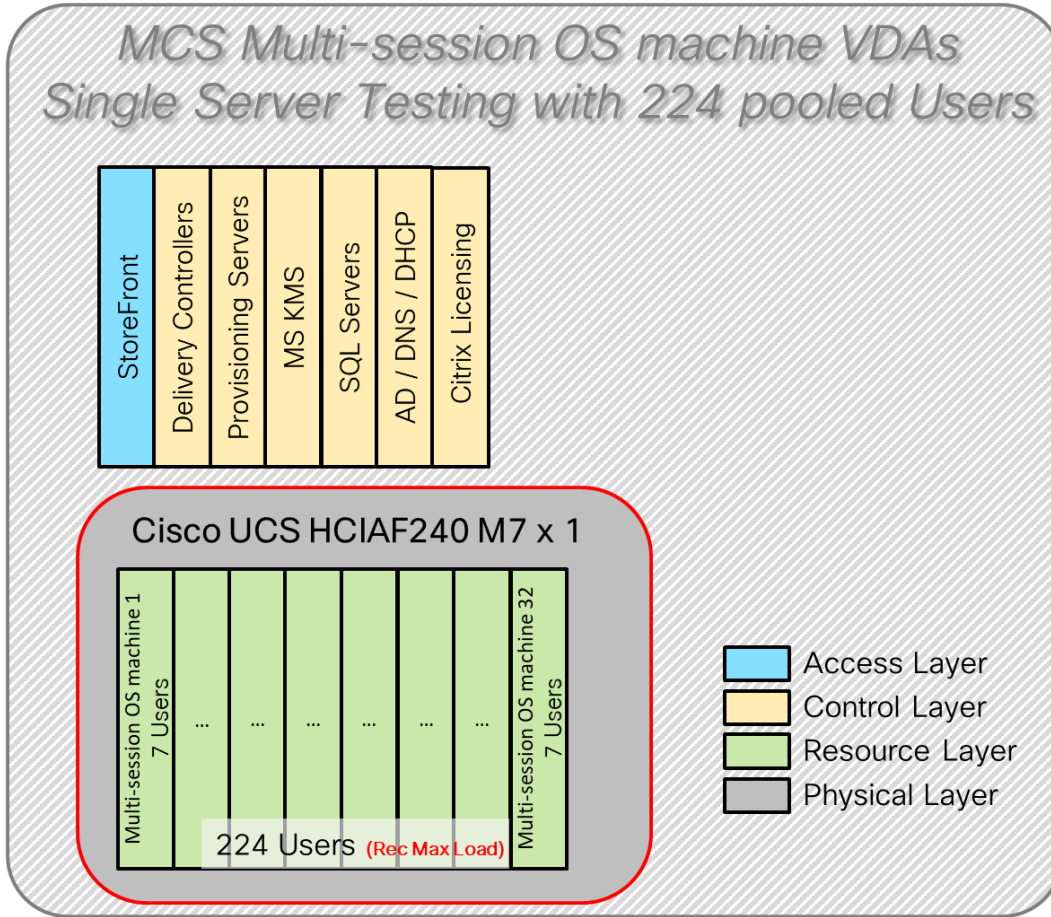 MCS Multi-session OS machine VDAs
Single Server Testing with 224 pooled Users
StoreFront
Delivery Controllers
Provisioning Servers
MS KMS
SQL Servers
AD / DNS / DHCP
Citrix Licensing
Cisco UCS HCIAF240 M7 x 1
Multi-session OS machine 1
7 Users
...
...
...
...
...
...
Multi-session OS machine 32
7 Users
224 Users (Rec Max Load)
Access Layer
Control Layer
Resource Layer
Physical Layer